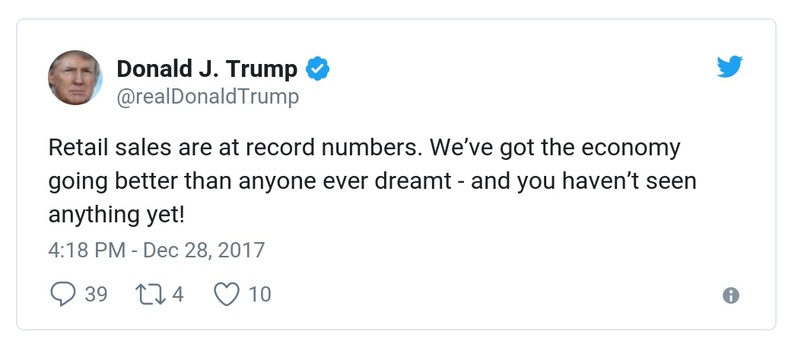 Donald J. Trump
@realDonaldTrump
Retail sales are at record numbers. We’ve got the economy
going better than anyone ever dreamt - and you haven’t seen
anything yet!
4:18 PM - Dec 28, 2017
39 4 10